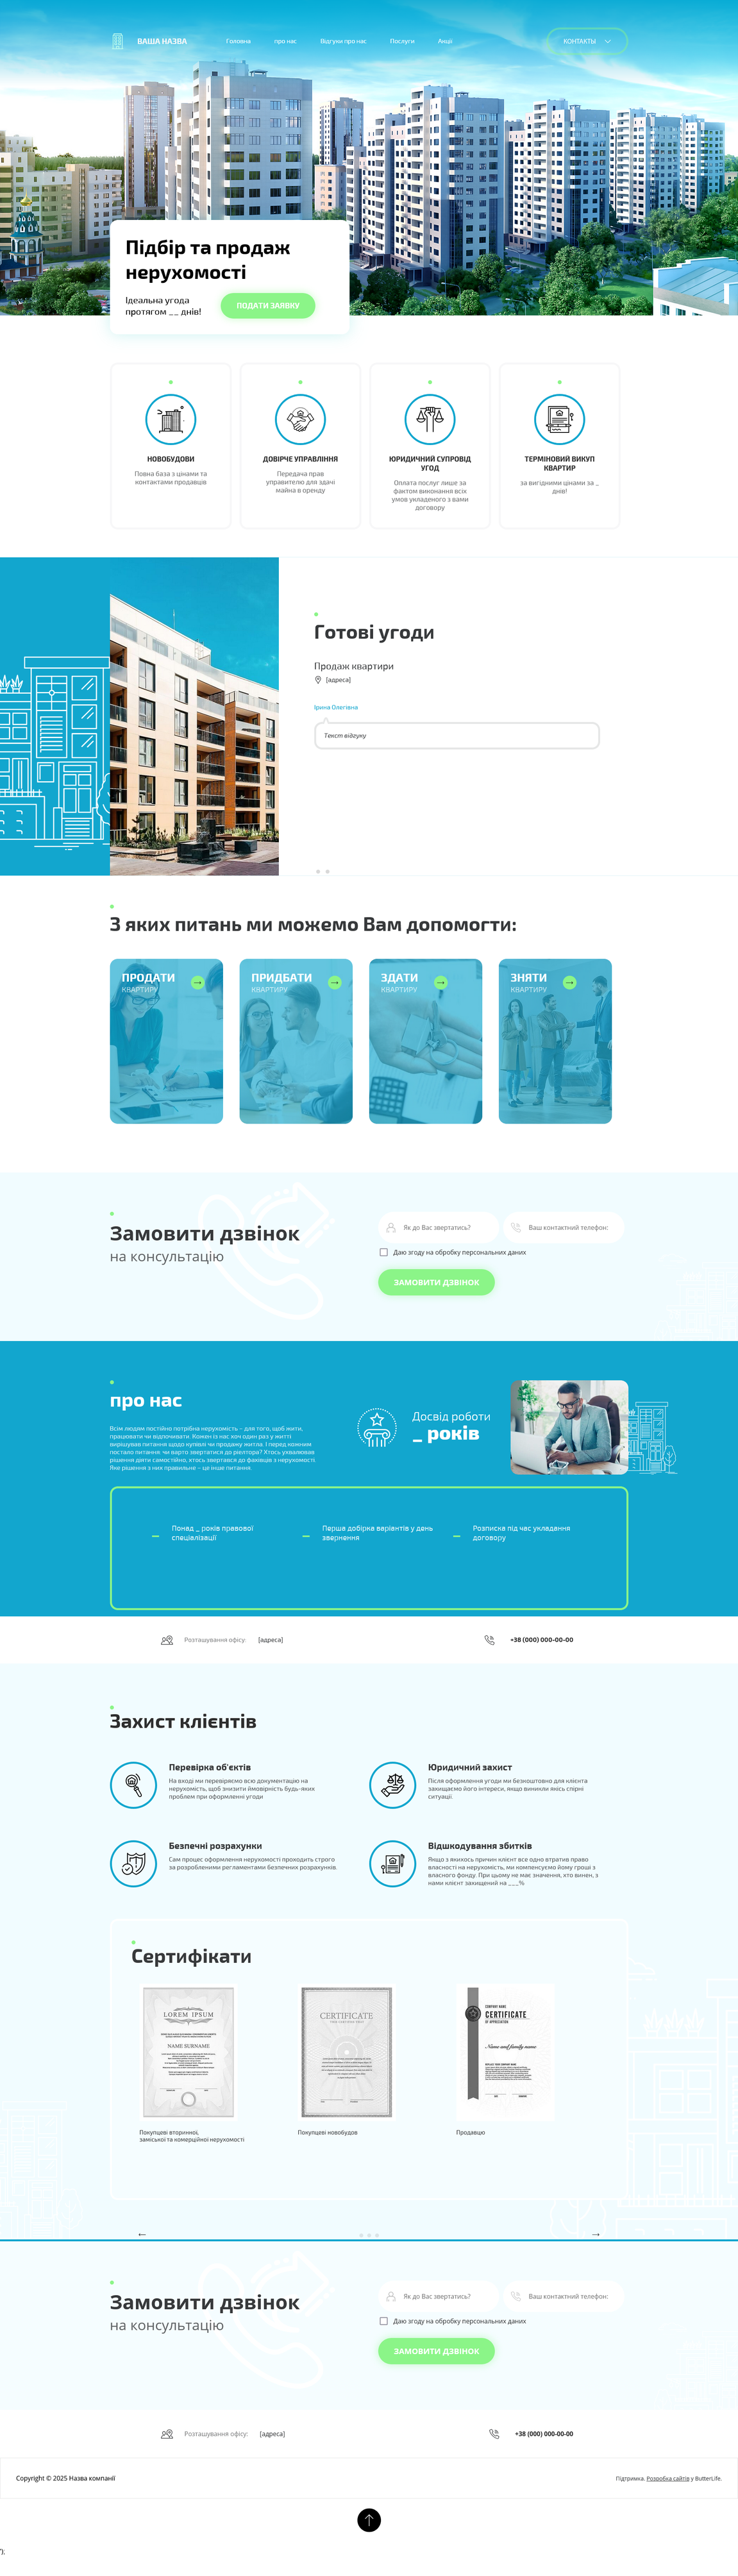 ВАША НАЗВА
Головна
про нас
Відгуки про нас
Послуги
Акції
КОНТАКТЫ
Підбір та продаж
нерухомості
Ідеальна угода
протягом __ днів!
ПОДАТИ ЗАЯВКУ
НОВОБУДОВИ
Повна база з цінами та
контактами продавців
ДОВІРЧЕ УПРАВЛІННЯ
Передача прав
управителю для здачі
майна в оренду
ЮРИДИЧНИЙ СУПРОВІД
УГОД
Оплата послуг лише за
фактом виконання всіх
умов укладеного з вами
договору
ТЕРМІНОВИЙ ВИКУП
КВАРТИР
за вигідними цінами за _
днів!
Готові угоди
Продаж квартири
[адреса]
Ірина Олегівна
Текст відгуку
З яких питань ми можемо Вам допомогти:
ПРОДАТИ
КВАРТИРУ
ПРИДБАТИ
КВАРТИРУ
ЗДАТИ
КВАРТИРУ
ЗНЯТИ
КВАРТИРУ
Замовити дзвінок
на консультацію
Як до Вас звертатись?
Ваш контактний телефон:
Даю згоду на обробку персональних даних
ЗАМОВИТИ ДЗВІНОК
про нас
Всім людям постійно потрібна нерухомість – для того, щоб жити,
працювати чи відпочивати. Кожен із нас хоч один раз у житті
вирішував питання щодо купівлі чи продажу житла. І перед кожним
постало питання: чи варто звертатися до ріелтора? Хтось ухвалював
рішення діяти самостійно, хтось звертався до фахівців з нерухомості.
Яке рішення з них правильне – це інше питання.
Досвід роботи
_ років
Понад _ років правової
спеціалізації
Перша добірка варіантів у день
звернення
Розписка під час укладання
договору
Розташування офісу:
[адреса]
+38 (000) 000-00-00
Захист клієнтів
Перевірка об'єктів
На вході ми перевіряємо всю документацію на
нерухомість, щоб знизити ймовірність будь-яких
проблем при оформленні угоди
Юридичний захист
Після оформлення угоди ми безкоштовно для клієнта
захищаємо його інтереси, якщо виникли якісь спірні
ситуації.
Безпечні розрахунки
Сам процес оформлення нерухомості проходить строго
за розробленими регламентами безпечних розрахунків.
Відшкодування збитків
Якщо з якихось причин клієнт все одно втратив право
власності на нерухомість, ми компенсуємо йому гроші з
власного фонду. При цьому не має значення, хто винен, з
нами клієнт захищений на ___%
Сертифікати
LOREM IPSUM
NAME SURNAME
CERTIFICATE
COMPANY NAME
CERTIFICATE
OF APPRECIATION
Name and family name
Покупцеві вторинної,
заміської та комерційної нерухомості
Покупцеві новобудов
Продавцю
Замовити дзвінок
на консультацію
Як до Вас звертатись?
Ваш контактний телефон:
Даю згоду на обробку персональних даних
ЗАМОВИТИ ДЗВІНОК
Розташування офісу:
[адреса]
+38 (000) 000-00-00
Copyright © 2025 Назва компанії
Підтримка. Розробка сайтів у ButterLife.
').